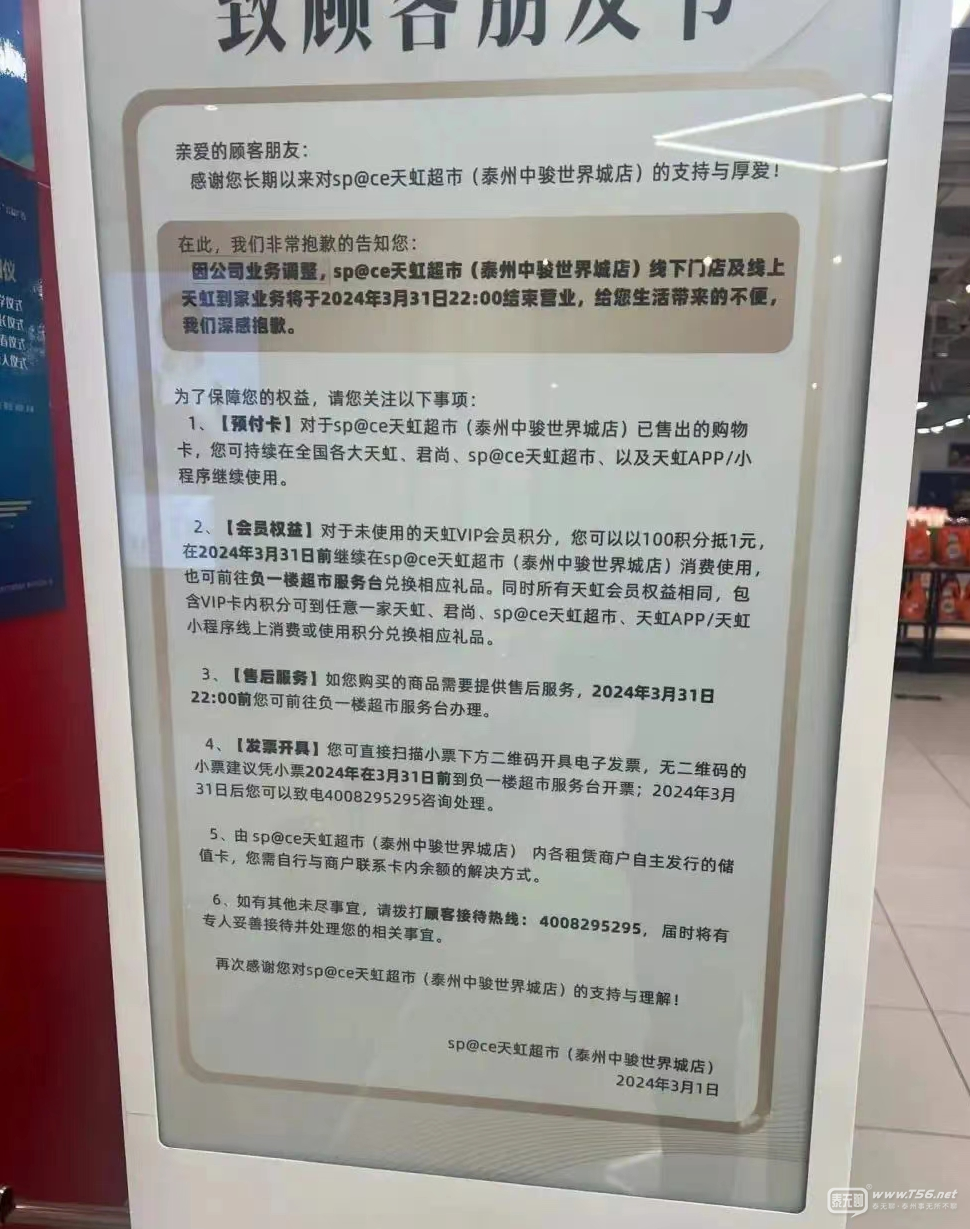 致顾客朋友书
亲爱的顾客朋友：
感谢您长期以来对sp@ce天虹超市（泰州中骏世界城店）的支持与厚爱！
在此，我们非常抱歉的告知您：
因公司业务调整，sp@ce天虹超市（泰州中骏世界城店）线下门店及线上
天虹到家业务将于2024年3月31日22:00结束营业，给您生活带来的不便，
我们深感抱歉。
为了保障您的权益，请您关注以下事项：
1、【预付卡】对于sp@ce天虹超市（泰州中骏世界城店）已售出的购物
卡，您可持续在全国各大天虹、君尚、sp@ce天虹超市、以及天虹APP/小
程序继续使用。
2、【会员权益】对于未使用的天虹VIP会员积分，您可以以100积分抵1元，
在2024年3月31日前继续在sp@ce天虹超市（泰州中骏世界城店）消费使用，
也可前往负一楼超市服务台兑换相应礼品。同时所有天虹会员权益相同，包
含VIP卡内积分可到任意一家天虹、君尚、sp@ce天虹超市、天虹APP/天虹
小程序线上消费或使用积分兑换相应礼品。
3、【售后服务】如您购买的商品需要提供售后服务，2024年3月31日
22:00前您可前往负一楼超市服务台办理。
4、【发票开具】您可直接扫描小票下方二维码开具电子发票，无二维码的
小票建议凭小票2024年在3月31日前到负一楼超市服务台开票；2024年3月
31日后您可以致电4008295295咨询处理。
5、由 sp@ce天虹超市（泰州中骏世界城店） 内各租赁商户自主发行的储
值卡，您需自行与商户联系卡内余额的解决方式。
6、如有其他未尽事宜，请拨打顾客接待热线：4008295295，届时将有
专人妥善接待并处理您的相关事宜。
再次感谢您对sp@ce天虹超市（泰州中骏世界城店）的支持与理解！
sp@ce天虹超市（泰州中骏世界城店）
2024年3月1日
泰无聊 www.T56.net